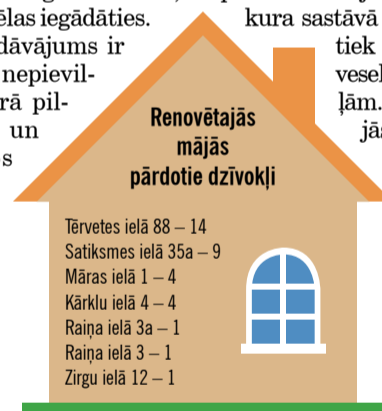 ēlas iegādāties.
dāvājums ir
nepievil-
rā pil-
un
kura sastāvā
tiek
vesel
ļām.
jās
Renovētajās
mājās
pārdotie dzīvokļi
Tērvetes ielā 88 – 14
Satiksmes ielā 35a – 9
Māras ielā 1 – 4
Kārklu ielā 4 – 4
Raiņa ielā 3a – 1
Raiņa ielā 3 – 1
Zirgu ielā 12 – 1